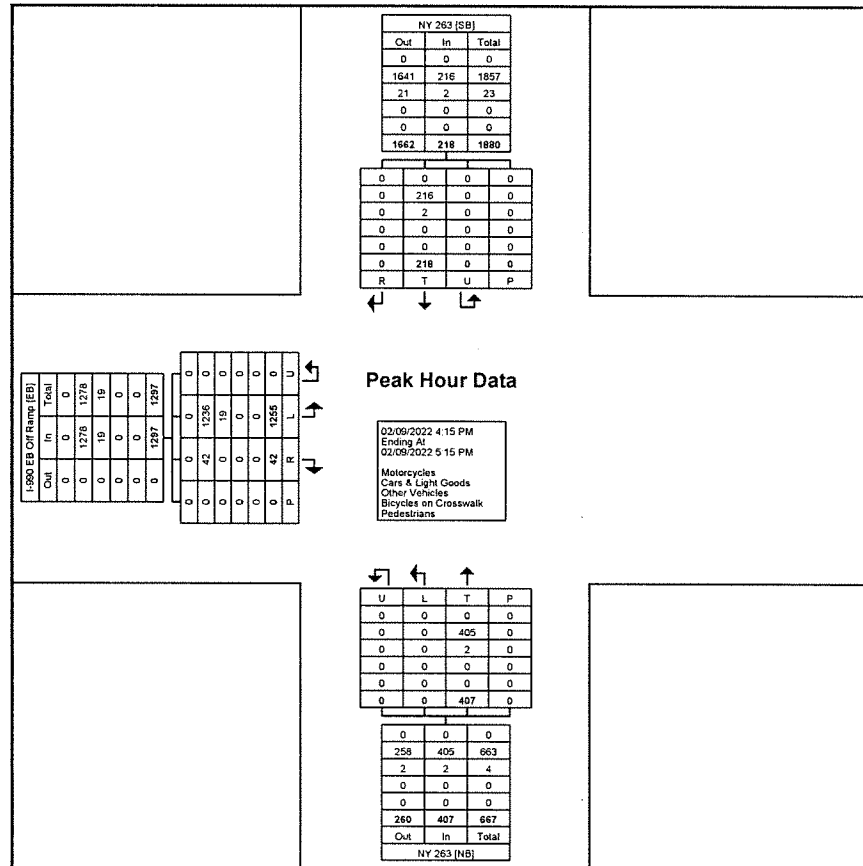 NY 263 [SB]
Out In Total
0 0 0
1641 216 1857
21 2 23
0 0 0
0 0 0
1662 218 1880
0 0 0 0
0 216 0 0
0 2 0 0
0 0 0 0
0 0 0 0
0 218 0 0
R T U P
I-990 EB Off Ramp [EB]
Out In Total
0 0 0
0 1278 1278
0 19 19
0 0 0
0 0 0
0 1297 1297
0 0 0 0
0 42 1236 0
0 0 19 0
0 0 0 0
0 0 0 0
0 42 1255 0
P R L U
Peak Hour Data
02/09/2022 4:15 PM
Ending At
02/09/2022 5:15 PM
Motorcycles
Cars & Light Goods
Other Vehicles
Bicycles on Crosswalk
Pedestrians
U L T P
0 0 0 0
0 0 405 0
0 0 2 0
0 0 0 0
0 0 0 0
0 0 407 0
0 0 0
258 405 663
2 2 4
0 0 0
0 0 0
260 407 667
Out In Total
NY 263 [NB]